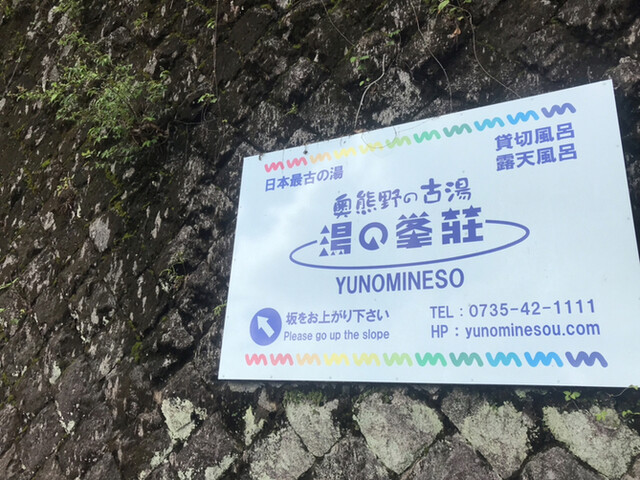 日本最古の湯
貸切風呂
露天風呂
奥熊野の古湯
湯の峯荘
YUNOMINESO
坂をお上がり下さい
Please go up the slope
TEL : 0735-42-1111
HP : yunominesou.com